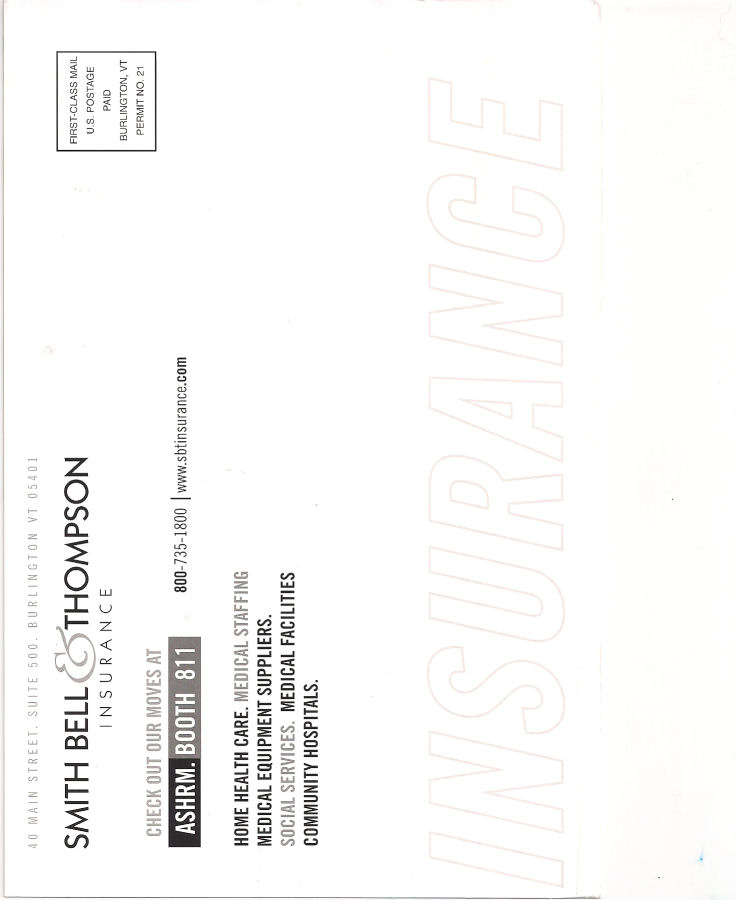 40 MAIN STREET, SUITE 500, BURLINGTON VT 05401
SMITH BELL & THOMPSON
INSURANCE
FIRST-CLASS MAIL
U.S. POSTAGE
PAID
BURLINGTON, VT
PERMIT NO. 21
CHECK OUT OUR MOVES AT
ASHRM. BOOTH 811
800-735-1800 | www.sbtinsurance.com
HOME HEALTH CARE. MEDICAL STAFFING
MEDICAL EQUIPMENT SUPPLIERS.
SOCIAL SERVICES. MEDICAL FACILITIES
COMMUNITY HOSPITALS.
INSURANCE